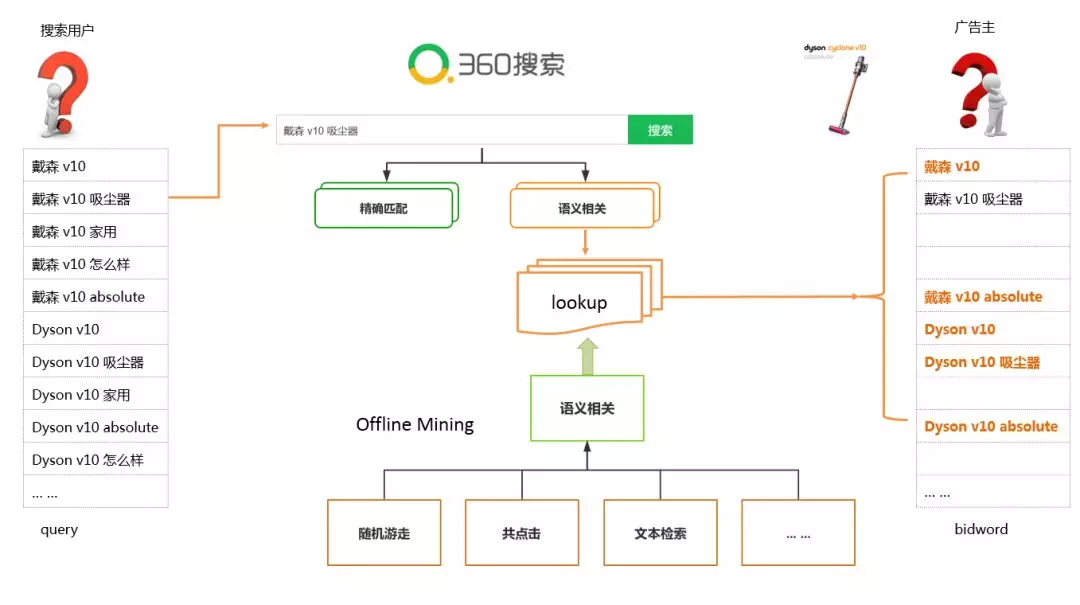 搜索用户
戴森 v10
戴森 v10 吸尘器
戴森 v10 家用
戴森 v10 怎么样
戴森 v10 absolute
Dyson v10
Dyson v10 吸尘器
Dyson v10 家用
Dyson v10 absolute
Dyson v10 怎么样
... ...
query
360搜索
戴森 v10 吸尘器
搜索
精确匹配
语义相关
lookup
语义相关
Offline Mining
随机游走
共点击
文本检索
... ...
dyson cyclone v10
absolute
广告主
戴森 v10
戴森 v10 吸尘器
戴森 v10 absolute
Dyson v10
Dyson v10 吸尘器
Dyson v10 absolute
... ...
bidword